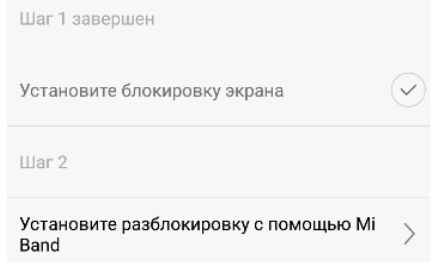 Шаг 1 завершен
Установите блокировку экрана
Шаг 2
Установите разблокировку с помощью Mi
Band